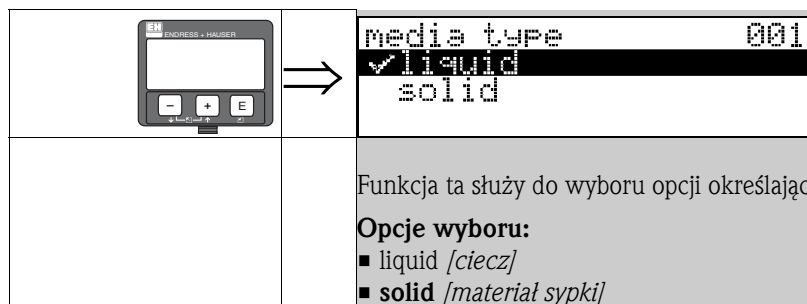 EH
ENDRESS + HAUSER
- + E
media type 001
✔liquid
solid
Funkcja ta służy do wyboru opcji
Opcje wyboru:
■ liquid [ciecz]
■ solid [materiał sypki]